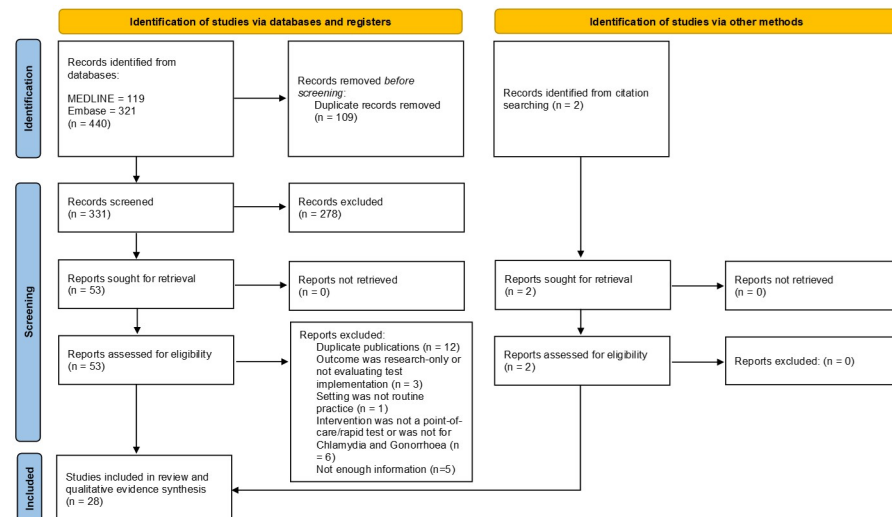 Identification of studies via databases and registers
Identification of studies via other methods
Identification
Records identified from
databases:
MEDLINE = 119
Embase = 321
(n = 440)
Records removed before
screening:
Duplicate records removed
(n = 109)
Records identified from citation
searching (n = 2)
Screening
Records screened
(n = 331)
Records excluded
(n = 278)
Reports sought for retrieval
(n = 53)
Reports not retrieved
(n = 0)
Reports sought for retrieval
(n = 2)
Reports not retrieved
(n = 0)
Reports assessed for eligibility
(n = 53)
Reports excluded:
Duplicate publications (n = 12)
Outcome was research-only or
not evaluating test
implementation (n = 3)
Setting was not routine
practice (n = 1)
Intervention was not a point-of-
care/rapid test or was not for
Chlamydia and Gonorrhoea (n
= 6)
Not enough information (n=5)
Reports assessed for eligibility
(n = 2)
Reports excluded: (n = 0)
Included
Studies included in review and
qualitative evidence synthesis
(n = 28)